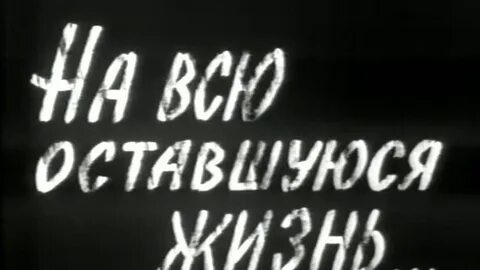 На всю
оставшуюся
жизнь...